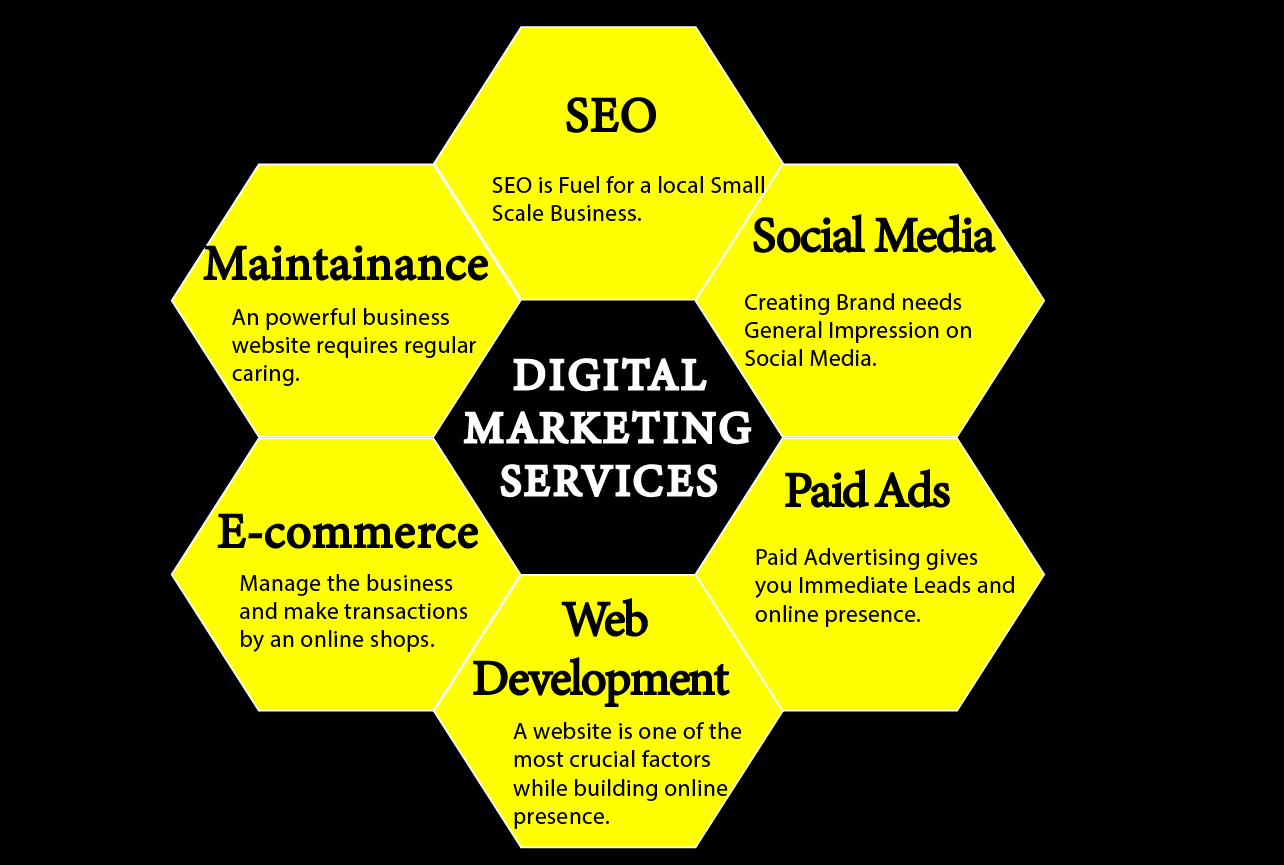 SEO
SEO is Fuel for a local Small
Scale Business.
Social Media
Creating Brand needs
General Impression on
Social Media.
Maintainance
An powerful business
website requires regular
caring.
DIGITAL
MARKETING
SERVICES
Paid Ads
Paid Advertising gives
you Immediate Leads and
online presence.
E-commerce
Manage the business
and make transactions
by an online shops.
Web
Development
A website is one of the
most crucial factors
while building online
presence.